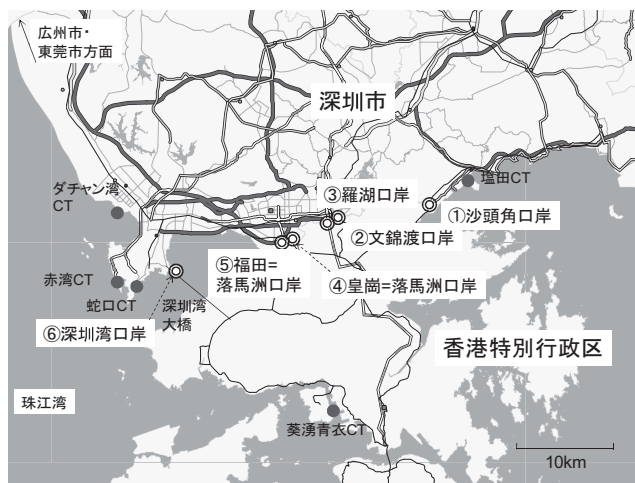 広州市・
東莞市方面
深圳市
ダチャン湾
CT
③羅湖口岸
塩田CT
①沙頭角口岸
②文錦渡口岸
⑤福田=
落馬洲口岸
④皇崗=落馬洲口岸
赤湾CT
蛇口CT
深圳湾
大橋
⑥深圳湾口岸
香港特別行政区
珠江湾
葵湧青衣CT
10km